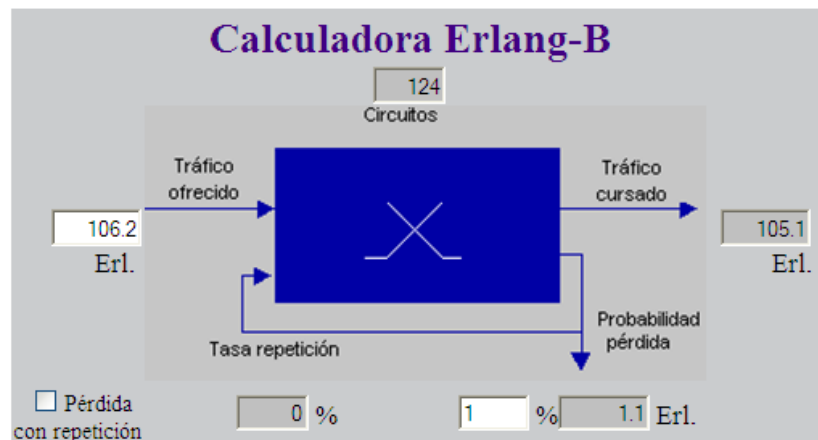 Calculadora Erlang-B
124
Circuitos
Tráfico
ofrecido
Tráfico
cursado
106.2
Erl.
105.1
Erl.
Tasa repetición
Probabilidad
pérdida
Pérdida
con repetición
0 %
1 % 1.1 Erl.